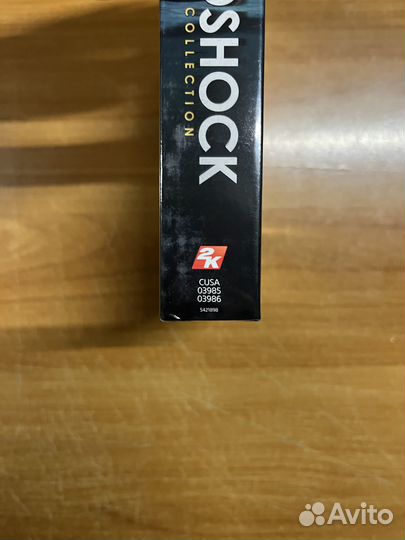 OSHOCK
COLLECTION
2K
CUSA
03985
03986
5421898
Avito